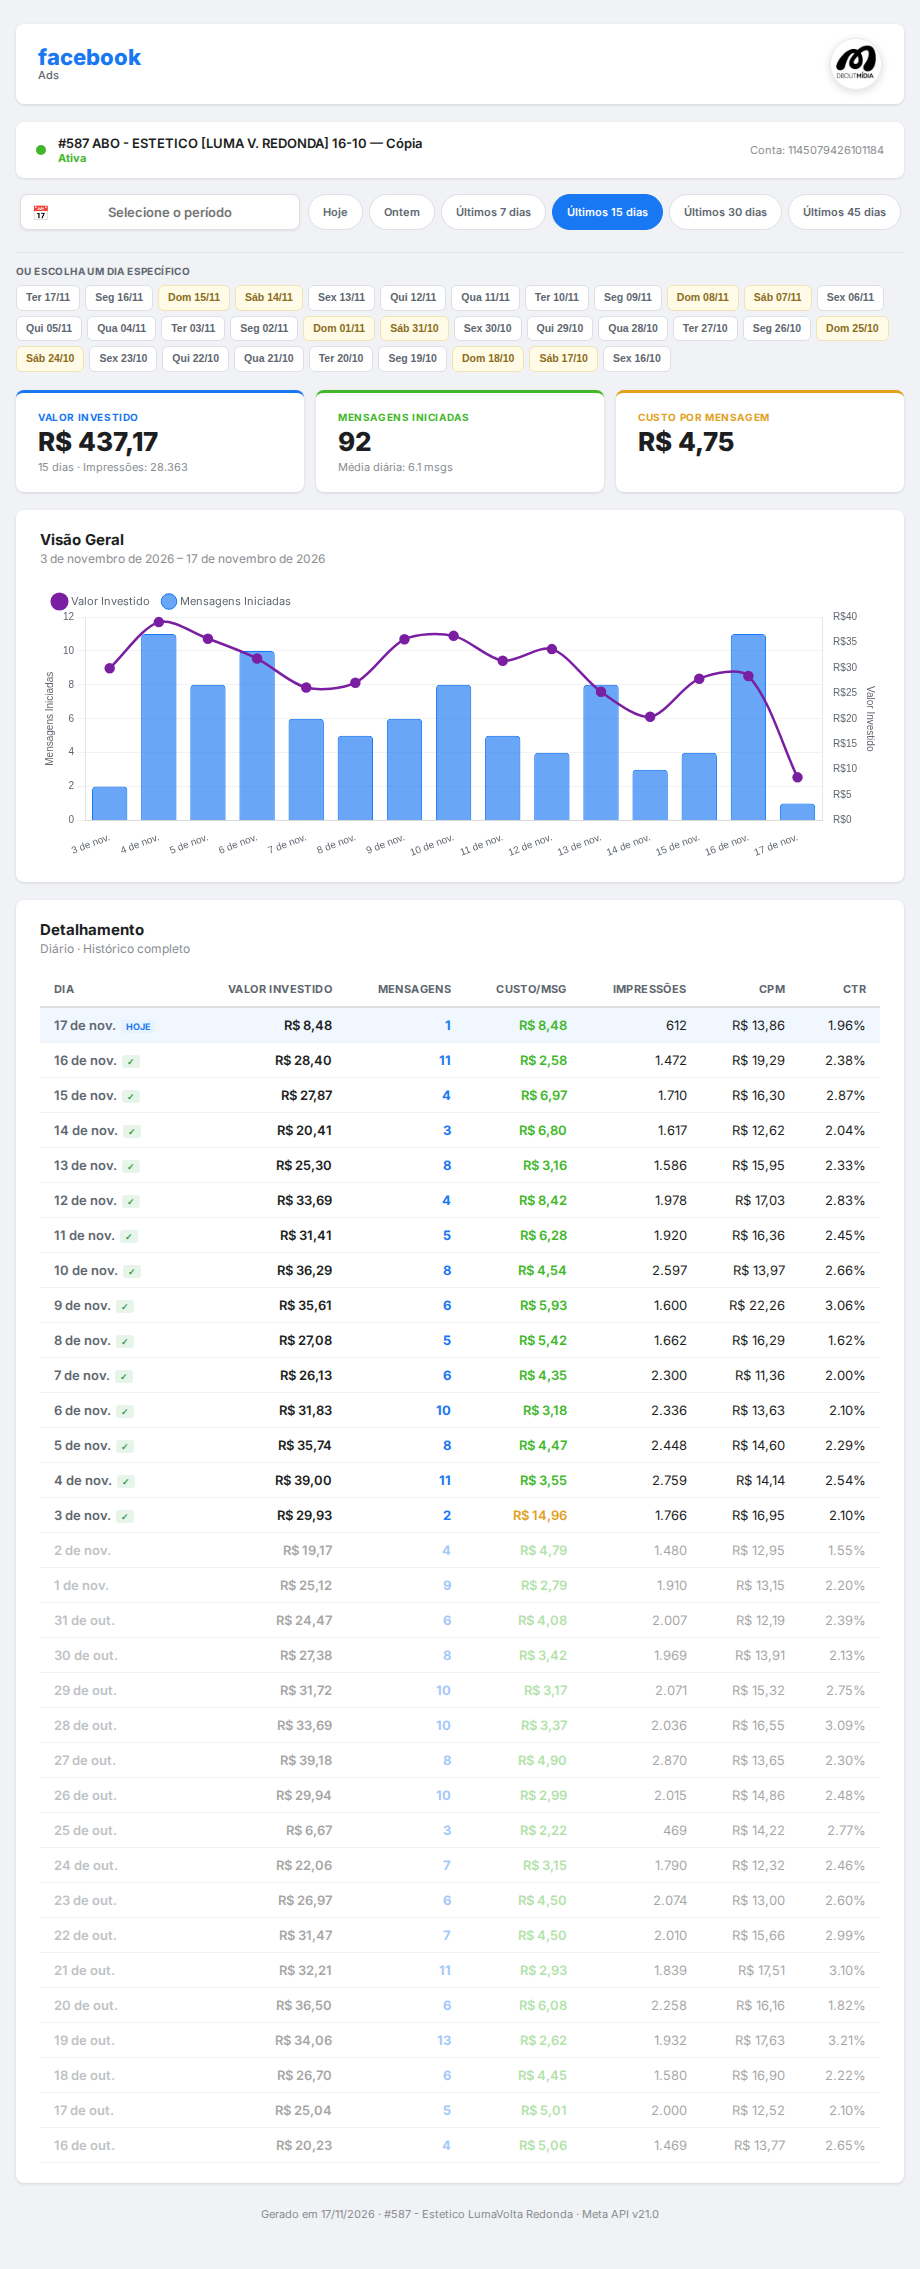 facebook
Ads
DBOUTMÍDIA
#587 ABO - ESTETICO [LUMA V. REDONDA] 16-10 — Cópia
Ativa
Conta: 1145079426101184
📅 Selecione o período Hoje Ontem Últimos 7 dias Últimos 15 dias Últimos 30 dias Últimos 45 dias
OU ESCOLHA UM DIA ESPECÍFICO
Ter 17/11 Seg 16/11 Dom 15/11 Sáb 14/11 Sex 13/11 Qui 12/11 Qua 11/11 Ter 10/11 Seg 09/11 Dom 08/11 Sáb 07/11 Sex 06/11
Qui 05/11 Qua 04/11 Ter 03/11 Seg 02/11 Dom 01/11 Sáb 31/10 Sex 30/10 Qui 29/10 Qua 28/10 Ter 27/10 Seg 26/10 Dom 25/10
Sáb 24/10 Sex 23/10 Qui 22/10 Qua 21/10 Ter 20/10 Seg 19/10 Dom 18/10 Sáb 17/10 Sex 16/10
VALOR INVESTIDO
R$ 437,17
15 dias · Impressões: 28.363
MENSAGENS INICIADAS
92
Média diária: 6.1 msgs
CUSTO POR MENSAGEM
R$ 4,75
Visão Geral
3 de novembro de 2026 – 17 de novembro de 2026
Valor Investido Mensagens Iniciadas
Mensagens Iniciadas
12
10
8
6
4
2
0
R$40
R$35
R$30
R$25
R$20
R$15
R$10
R$5
R$0
Valor Investido
3 de nov. 4 de nov. 5 de nov. 6 de nov. 7 de nov. 8 de nov. 9 de nov. 10 de nov. 11 de nov. 12 de nov. 13 de nov. 14 de nov. 15 de nov. 16 de nov. 17 de nov.
Detalhamento
Diário · Histórico completo
DIA VALOR INVESTIDO MENSAGENS CUSTO/MSG IMPRESSÕES CPM CTR
17 de nov. HOJE R$ 8,48 1 R$ 8,48 612 R$ 13,86 1.96%
16 de nov. ✓ R$ 28,40 11 R$ 2,58 1.472 R$ 19,29 2.38%
15 de nov. ✓ R$ 27,87 4 R$ 6,97 1.710 R$ 16,30 2.87%
14 de nov. ✓ R$ 20,41 3 R$ 6,80 1.617 R$ 12,62 2.04%
13 de nov. ✓ R$ 25,30 8 R$ 3,16 1.586 R$ 15,95 2.33%
12 de nov. ✓ R$ 33,69 4 R$ 8,42 1.978 R$ 17,03 2.83%
11 de nov. ✓ R$ 31,41 5 R$ 6,28 1.920 R$ 16,36 2.45%
10 de nov. ✓ R$ 36,29 8 R$ 4,54 2.597 R$ 13,97 2.66%
9 de nov. ✓ R$ 35,61 6 R$ 5,93 1.600 R$ 22,26 3.06%
8 de nov. ✓ R$ 27,08 5 R$ 5,42 1.662 R$ 16,29 1.62%
7 de nov. ✓ R$ 26,13 6 R$ 4,35 2.300 R$ 11,36 2.00%
6 de nov. ✓ R$ 31,83 10 R$ 3,18 2.336 R$ 13,63 2.10%
5 de nov. ✓ R$ 35,74 8 R$ 4,47 2.448 R$ 14,60 2.29%
4 de nov. ✓ R$ 39,00 11 R$ 3,55 2.759 R$ 14,14 2.54%
3 de nov. ✓ R$ 29,93 2 R$ 14,96 1.766 R$ 16,95 2.10%
2 de nov. R$ 19,17 4 R$ 4,79 1.480 R$ 12,95 1.55%
1 de nov. R$ 25,12 9 R$ 2,79 1.910 R$ 13,15 2.20%
31 de out. R$ 24,47 6 R$ 4,08 2.007 R$ 12,19 2.39%
30 de out. R$ 27,38 8 R$ 3,42 1.969 R$ 13,91 2.13%
29 de out. R$ 31,72 10 R$ 3,17 2.071 R$ 15,32 2.75%
28 de out. R$ 33,69 10 R$ 3,37 2.036 R$ 16,55 3.09%
27 de out. R$ 39,18 8 R$ 4,90 2.870 R$ 13,65 2.30%
26 de out. R$ 29,94 10 R$ 2,99 2.015 R$ 14,86 2.48%
25 de out. R$ 6,67 3 R$ 2,22 469 R$ 14,22 2.77%
24 de out. R$ 22,06 7 R$ 3,15 1.790 R$ 12,32 2.46%
23 de out. R$ 26,97 6 R$ 4,50 2.074 R$ 13,00 2.60%
22 de out. R$ 31,47 7 R$ 4,50 2.010 R$ 15,66 2.99%
21 de out. R$ 32,21 11 R$ 2,93 1.839 R$ 17,51 3.10%
20 de out. R$ 36,50 6 R$ 6,08 2.258 R$ 16,16 1.82%
19 de out. R$ 34,06 13 R$ 2,62 1.932 R$ 17,63 3.21%
18 de out. R$ 26,70 6 R$ 4,45 1.580 R$ 16,90 2.22%
17 de out. R$ 25,04 5 R$ 5,01 2.000 R$ 12,52 2.10%
16 de out. R$ 20,23 4 R$ 5,06 1.469 R$ 13,77 2.65%
Gerado em 17/11/2026 · #587 - Estetico LumaVolta Redonda · Meta API v21.0